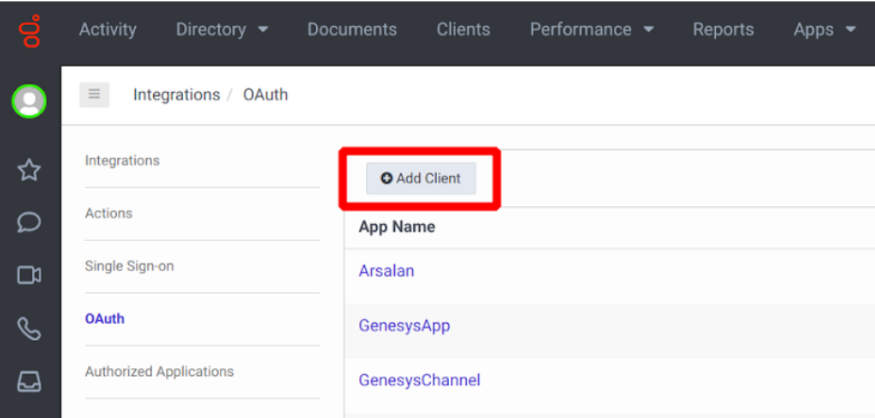 Activity Directory Documents Clients Performance Reports Apps
Integrations / OAuth
Integrations
Actions
Single Sign-on
OAuth
Authorized Applications
Add Client
App Name
Arsalan
GenesysApp
GenesysChannel